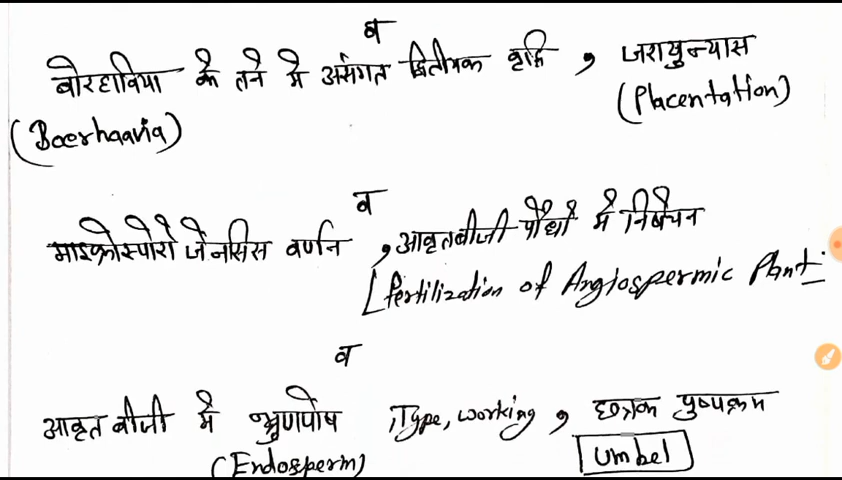 व
बोरहाविया के तने मे असंगत द्वितीयक वृद्धि , जरायुन्यास
(Boerhaavia) (Placentation)
व
माइक्रोस्पोरोजेनसिस वर्णन , आवृतबीजी पौधों मे निषेचन
[fertilization of Angiospermic Plant
व
आवृतबीजी मे भ्रुणपोष , Type, working , छत्रक पुष्पक्रम
(Endosperm) Umbel